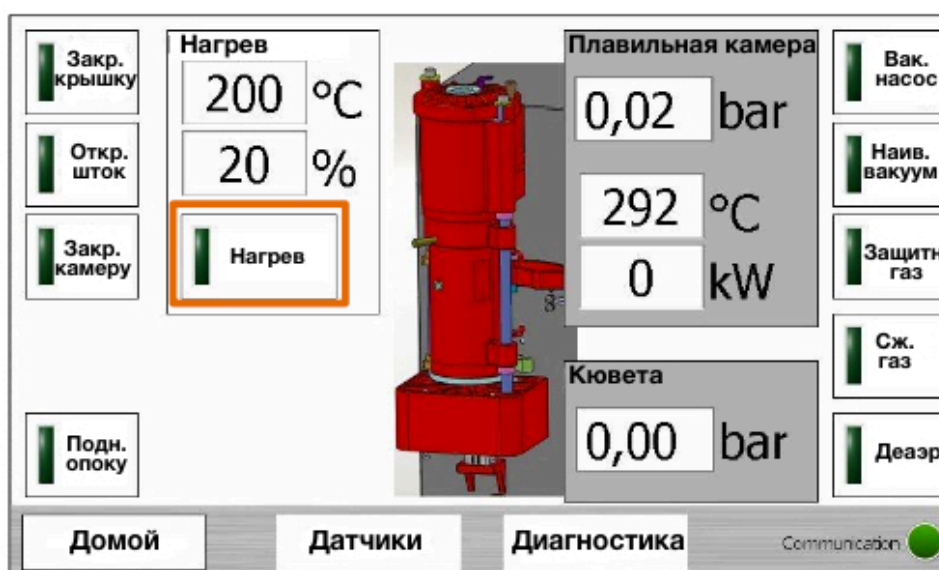 Закр.
крышку
Откр.
шток
Закр.
камеру
Подн.
опоку
Нагрев
200 °C
20 %
Нагрев
Плавильная камера
0,02 bar
292 °C
0 kW
Кювета
0,00 bar
Вак.
насос
Наив.
вакуум
Защитн
газ
Сж.
газ
Деаэр
Домой
Датчики
Диагностика
Communication